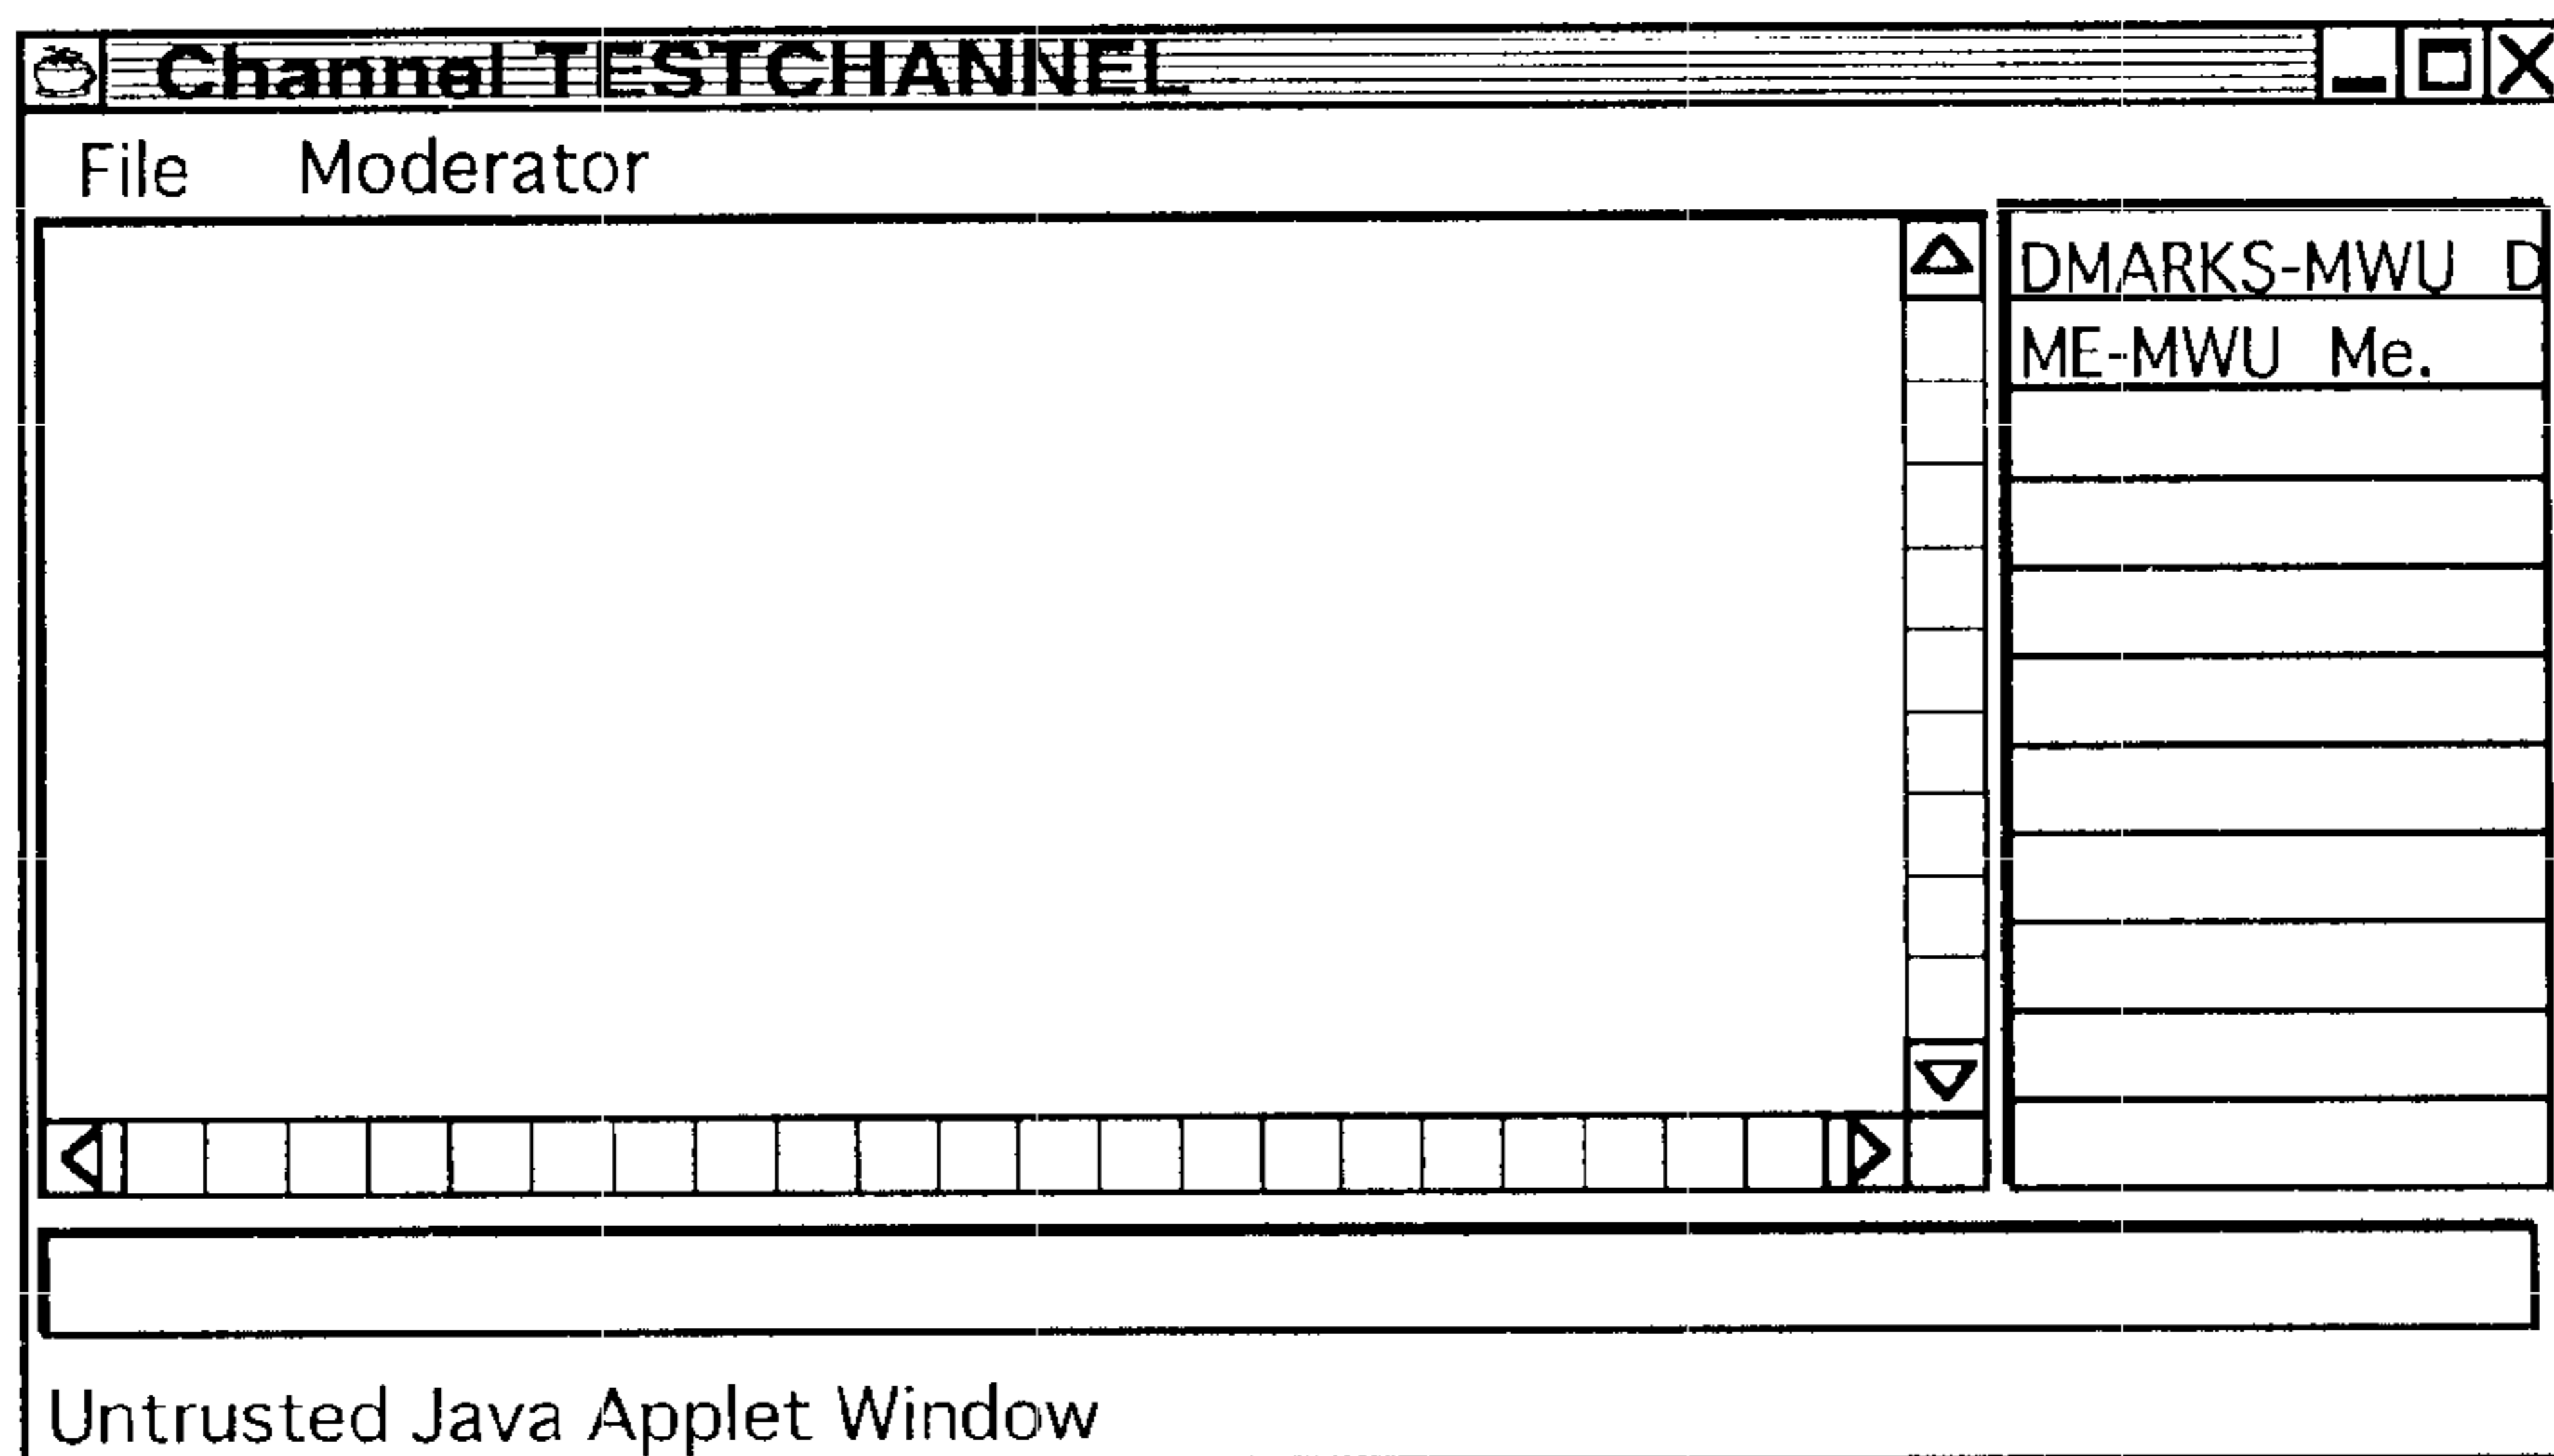 Channel TESTCHANNEL
File Moderator
DMARKS-MWU D
ME-MWU Me.
Untrusted Java Applet Window